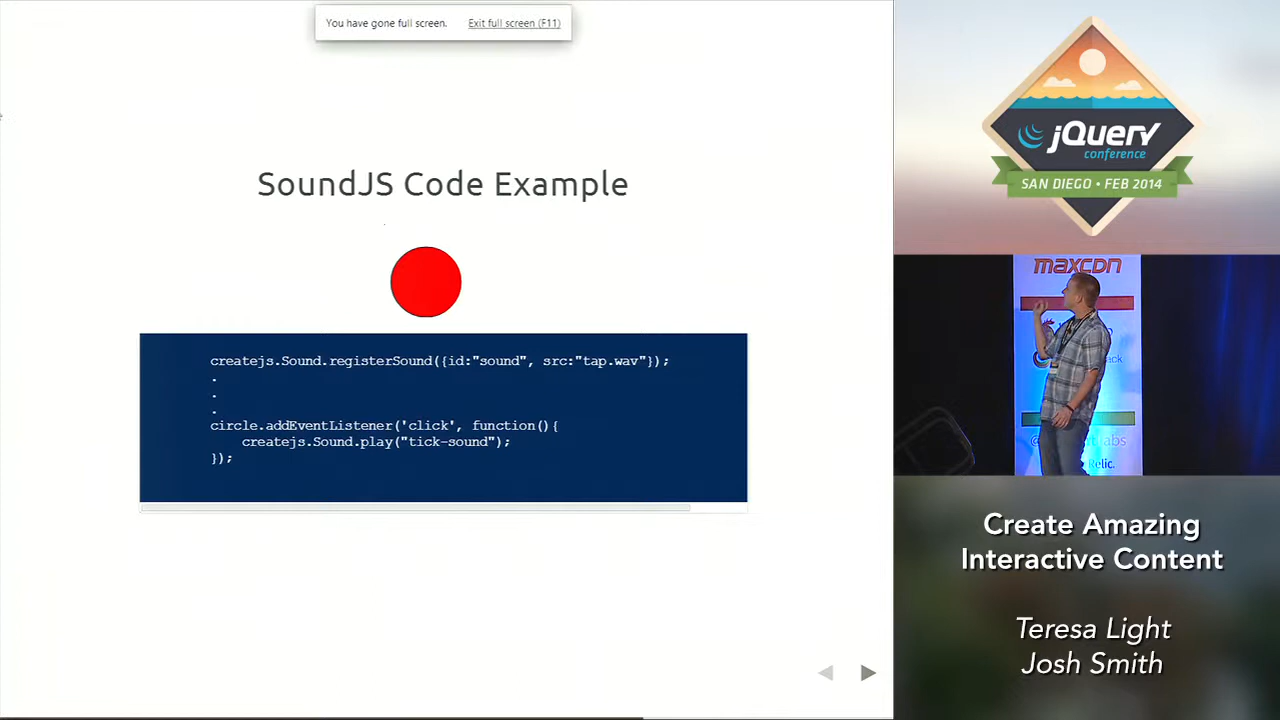 You have gone full screen. Exit full screen (F11)
SoundJS Code Example
createjs.Sound.registerSound({id:"sound", src:"tap.wav"});
.
.
.
circle.addEventListener('click', function(){
createjs.Sound.play("tick-sound");
});
jQuery
conference
SAN DIEGO • FEB 2014
MAXCDN
Relic.
Create Amazing
Interactive Content
Teresa Light
Josh Smith